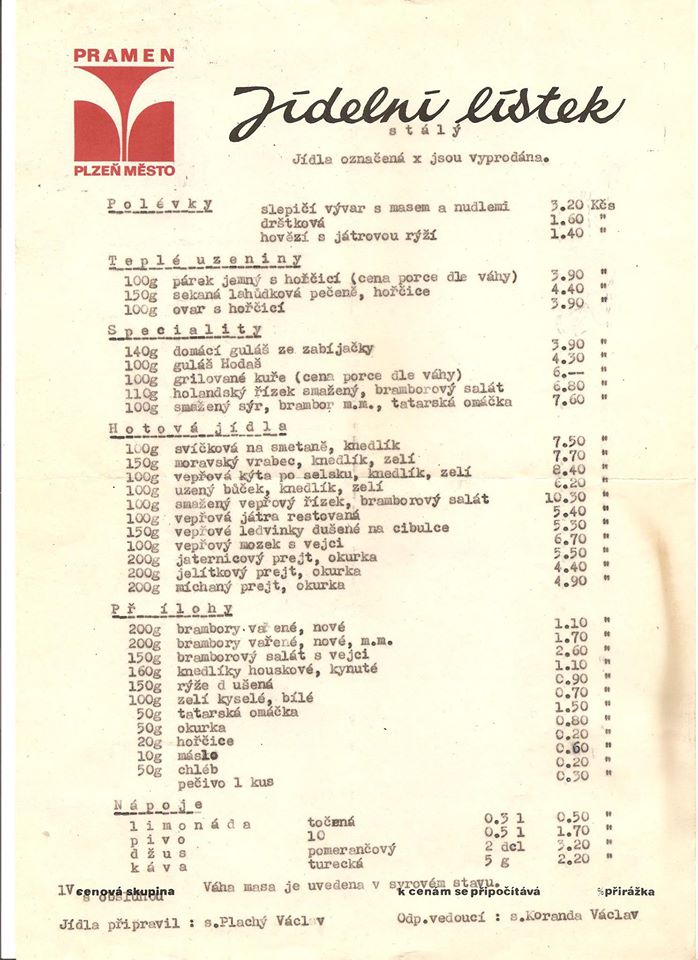 PRAMEN
PLZEŇ MĚSTO
Jídelní lístek
stálý
Jídla označená x jsou vyprodána.
Polévky slepičí vývar s masem a nudlemi 3.20 Kčs
drštková 1.60 "
hovězí s játrovou rýží 1.40 "
Teplé uzeniny
100g párek jemný s hořčicí (cena porce dle váhy) 3.90 "
150g sekaná lahůdková pečeně, hořčice 4.40 "
100g ovar s hořčicí 3.90 "
Speciality
140g domácí guláš ze zabíjačky 3.90 "
100g guláš Hodaš 4.30 "
100g grilované kuře (cena porce dle váhy) 6.-- "
110g holandský řízek smažený, bramborový salát 6.80 "
100g smažený sýr, brambor m.m., tatarská omáčka 7.60 "
Hotová jídla
100g svíčková na smetaně, knedlík 7.50 "
150g moravský vrabec, knedlík, zelí 7.70 "
100g vepřová kýta po selsku, knedlík, zelí 8.40 "
100g uzený bůček, knedlík, zelí 6.20 "
100g smažený vepřový řízek, bramborový salát 10.30 "
100g vepřová játra restovaná 5.40 "
150g vepřové ledvinky dušené na cibulce 5.30 "
100g vepřový mozek s vejci 6.70 "
200g jaternicový prejt, okurka 5.50 "
200g jelítkový prejt, okurka 4.40 "
200g míchaný prejt, okurka 4.90 "
Přílohy
200g brambory vařené, nové 1.10 "
200g brambory vařené, nové, m.m. 1.70 "
150g bramborový salát s vejci 2.60 "
160g knedlíky houskové, kynuté 1.10 "
150g rýže d ušená 0.90 "
100g zelí kyselé, bílé 0.70 "
50g tatarská omáčka 1.50 "
50g okurka 0.80 "
20g hořčice 0.20 "
10g máslo 0.60 "
50g chléb 0.20 "
pečivo 1 kus 0.30 "
Nápoje
limonáda točená 0.3 l 0.50 "
pivo 10 0.5 l 1.70 "
džus pomerančový 2 dcl 3.20 "
káva turecká 5 g 2.20 "
Váha masa je uvedena v syrovém stavu.
IV cenová skupina k cenám se připočítává % přirážka
s obsluhou
Jídla připravil : s.Plachý Václav Odp.vedoucí : s.Koranda Václav